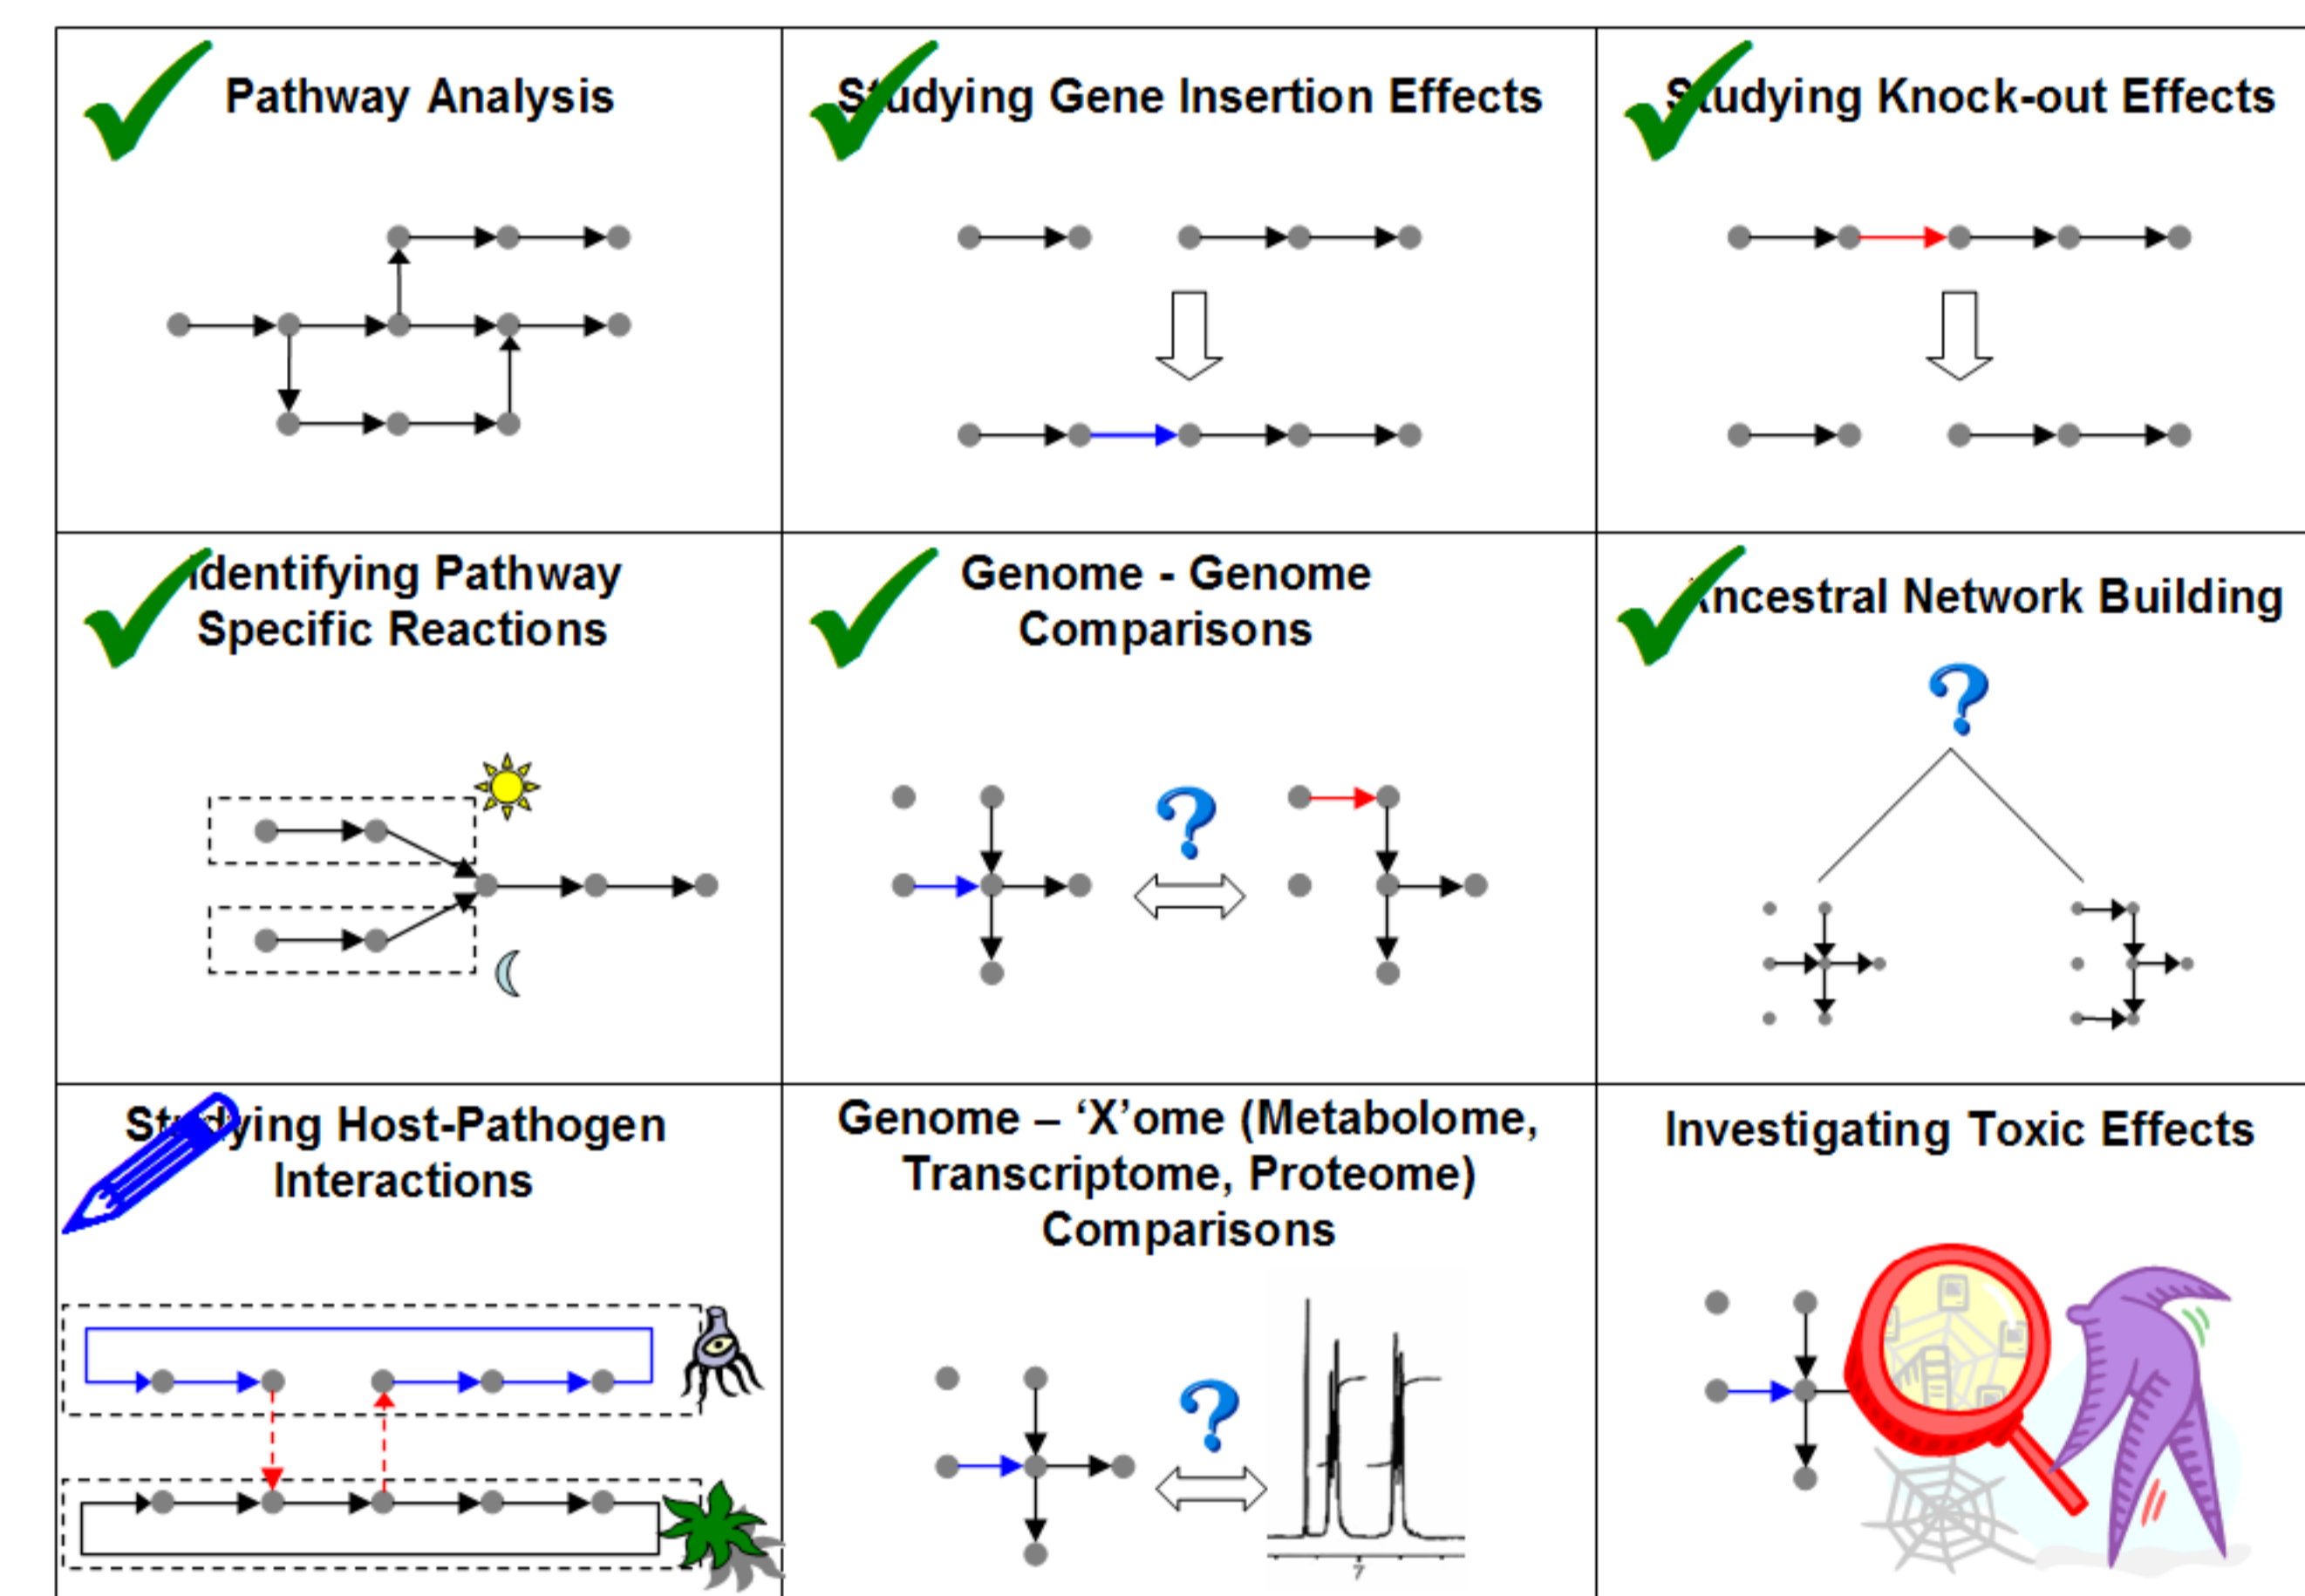 Pathway Analysis
Studying Gene Insertion Effects
Studying Knock-out Effects
Identifying Pathway
Specific Reactions
Genome - Genome
Comparisons
Ancestral Network Building
?
?
Studying Host-Pathogen
Interactions
Genome – ‘X’ome (Metabolome,
Transcriptome, Proteome)
Comparisons
?
7
Investigating Toxic Effects